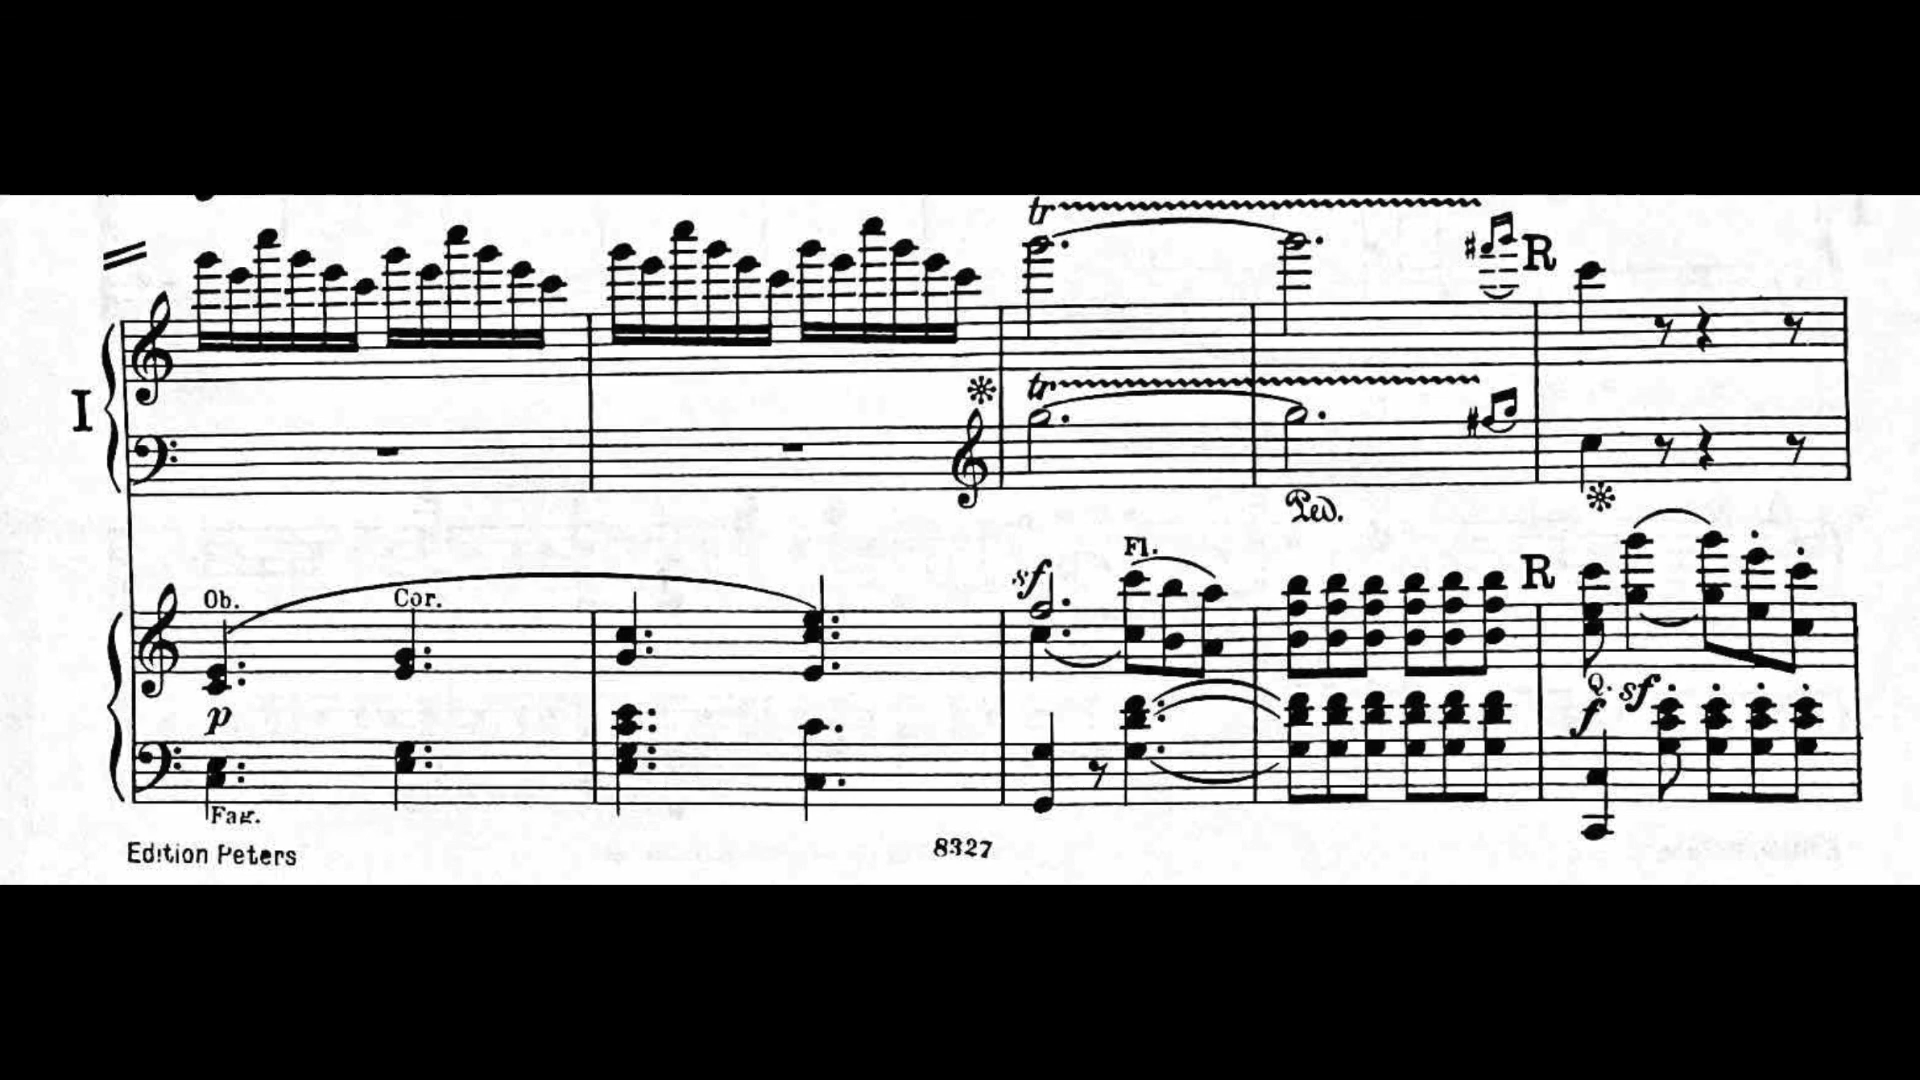 tr
R
I
tr
Ped.
Fl.
sf
R
Ob. Cor.
Q. sf
p
f
Fag.
Edition Peters 8327